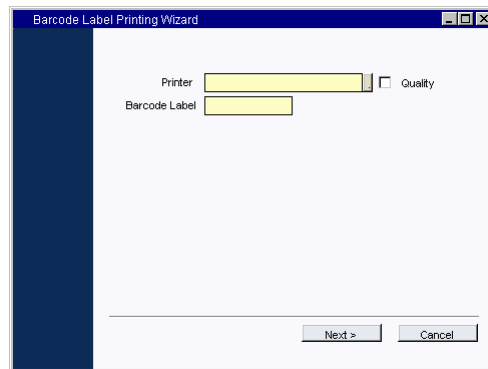 Barcode Label Printing Wizard
Printer Quality
Barcode Label
Next > Cancel